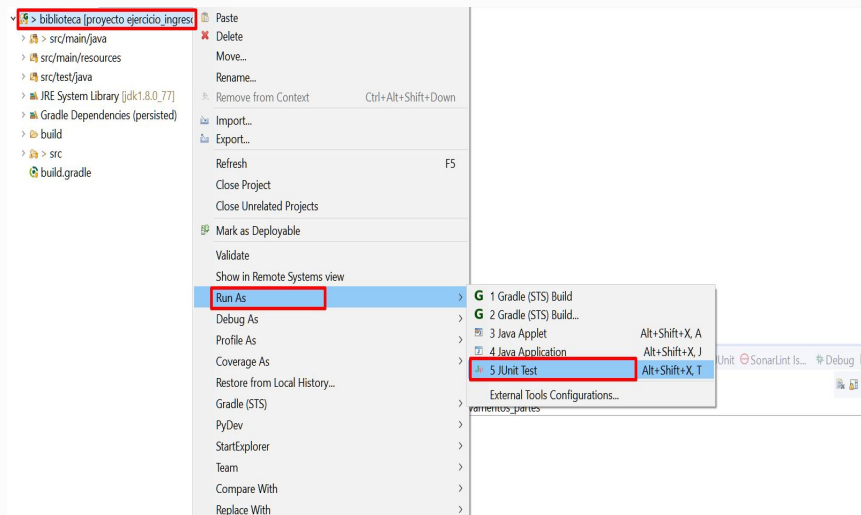 > biblioteca [proyecto ejercicio_ingreso
> src/main/java
src/main/resources
src/test/java
JRE System Library [jdk1.8.0_77]
Gradle Dependencies (persisted)
build
> src
build.gradle
Paste
Delete
Move...
Rename...
Remove from Context Ctrl+Alt+Shift+Down
Import...
Export...
Refresh F5
Close Project
Close Unrelated Projects
Mark as Deployable
Validate
Show in Remote Systems view
Run As
Debug As
Profile As
Coverage As
Restore from Local History...
Gradle (STS)
PyDev
StartExplorer
Team
Compare With
Replace With
1 Gradle (STS) Build
2 Gradle (STS) Build...
3 Java Applet Alt+Shift+X, A
4 Java Application Alt+Shift+X, J
5 JUnit Test Alt+Shift+X, T
External Tools Configurations...
Unit SonarLint Is... Debug
vamentos_partes